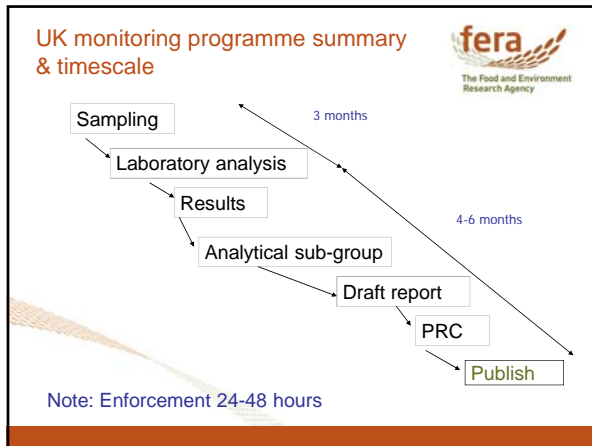 UK monitoring programme summary
& timescale
fera
The Food and Environment
Research Agency
Sampling
3 months
Laboratory analysis
Results
4-6 months
Analytical sub-group
Draft report
PRC
Publish
Note: Enforcement 24-48 hours